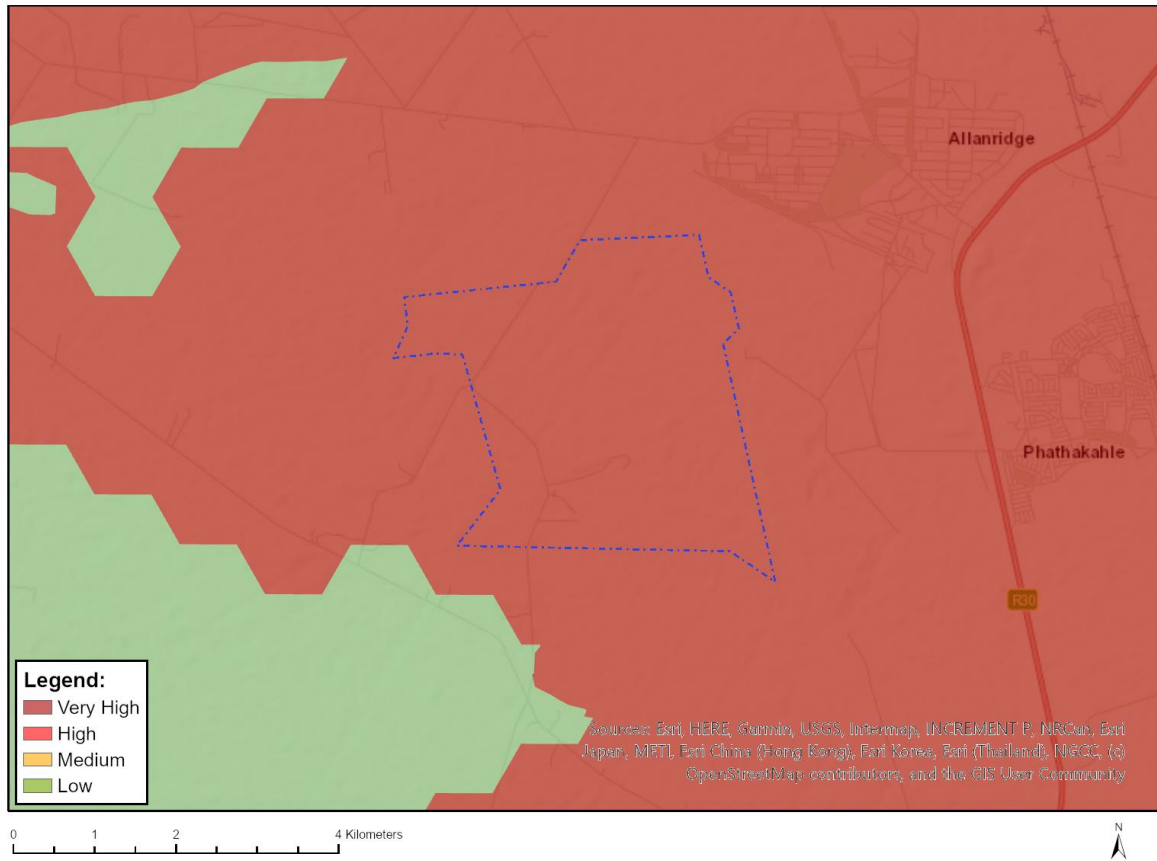 Allanridge
Phathakahle
R30
Legend:
Very High
High
Medium
Low
Sources: Esri, HERE, Garmin, USGS, Intermap, INCREMENT P, NRCan, Esri
Japan, METI, Esri China (Hong Kong), Esri Korea, Esri (Thailand), NGCC, (c)
OpenStreetMap contributors, and the GIS User Community
0 1 2 4 Kilometers
N